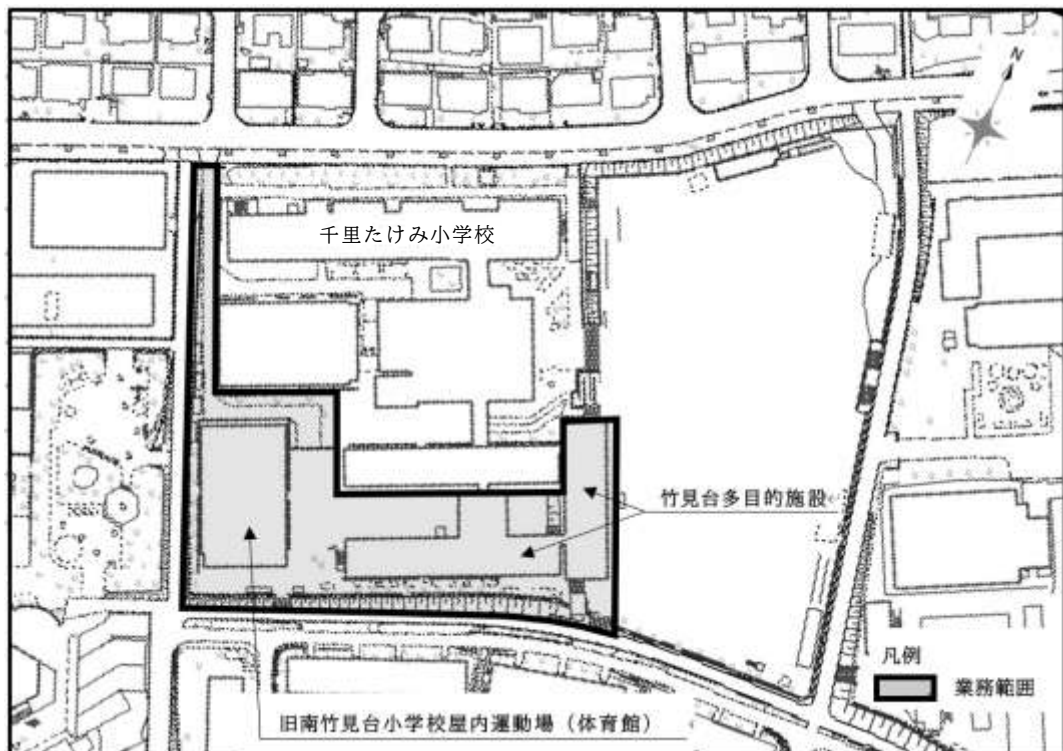 N
千里たけみ小学校
竹見台多目的施設
凡例
業務範囲
旧南竹見台小学校屋内運動場（体育館）